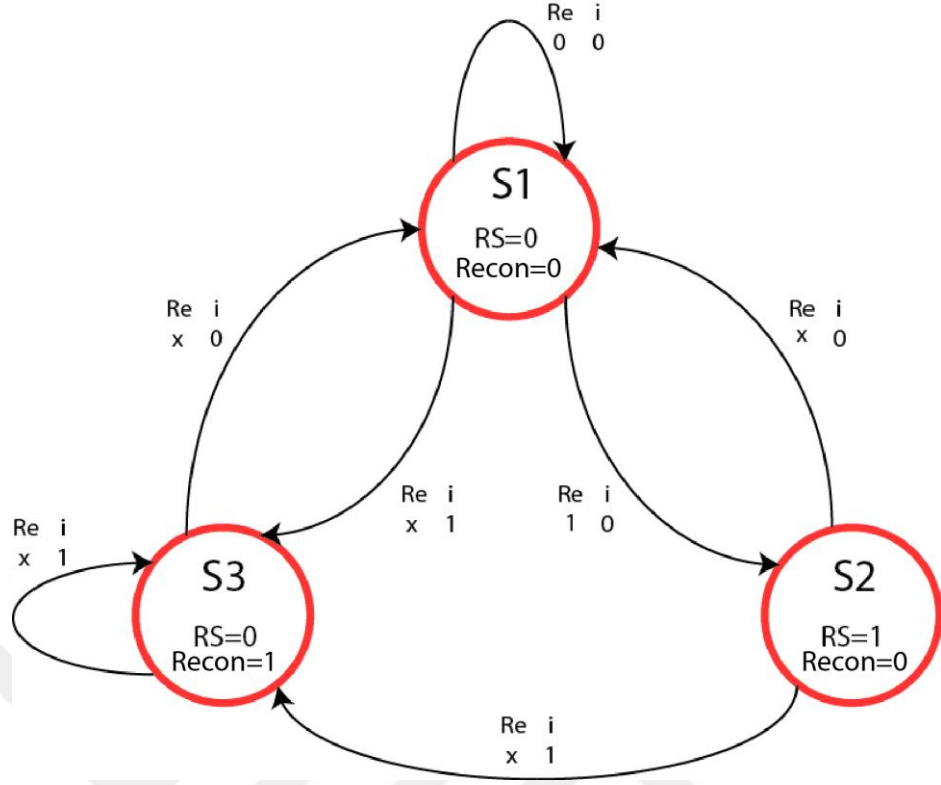 Re i
0 0
S1
RS=0
Recon=0
Re i
x 0
Re i
x 0
Re i
x 1
Re i
1 0
Re i
x 1
S3
RS=0
Recon=1
S2
RS=1
Recon=0
Re i
x 1